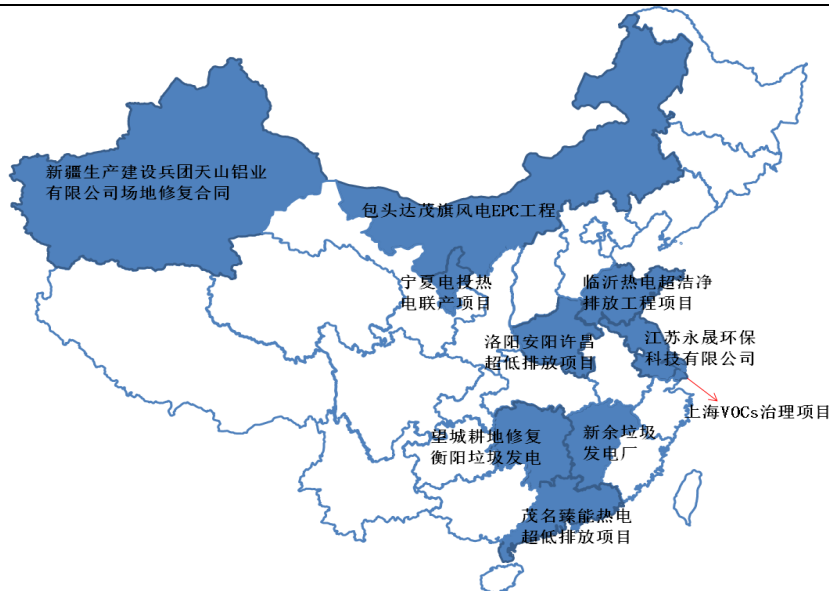 新疆生产建设兵团天山铝业
有限公司场地修复合同
包头达茂旗风电EPC工程
宁夏电投热
电联产项目
临沂热电超洁净
排放工程项目
洛阳安阳许昌
超低排放项目
江苏永晟环保
科技有限公司
上海VOCs治理项目
望城耕地修复
衡阳垃圾发电
新余垃圾
发电厂
茂名臻能热电
超低排放项目